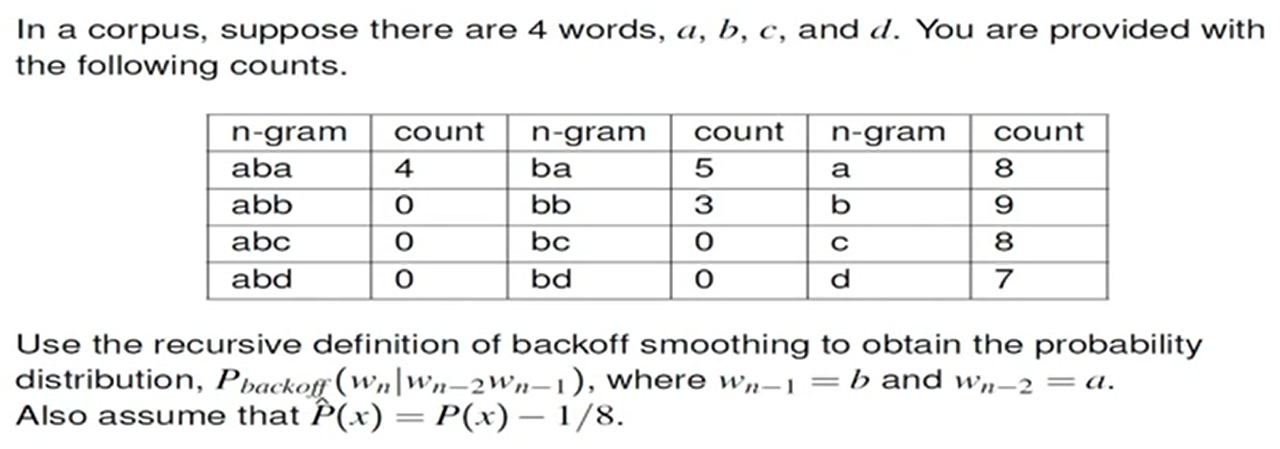 In a corpus, suppose there are 4 words, a, b, c, and d. You are provided with
the following counts.
n-gram count n-gram count n-gram count
aba 4 ba 5 a 8
abb 0 bb 3 b 9
abc 0 bc 0 c 8
abd 0 bd 0 d 7
Use the recursive definition of backoff smoothing to obtain the probability
distribution, P_{backoff}(w_n|w_{n−2}w_{n−1}), where w_{n−1} = b and w_{n−2} = a.
Also assume that P̂(x) = P(x) − 1/8.